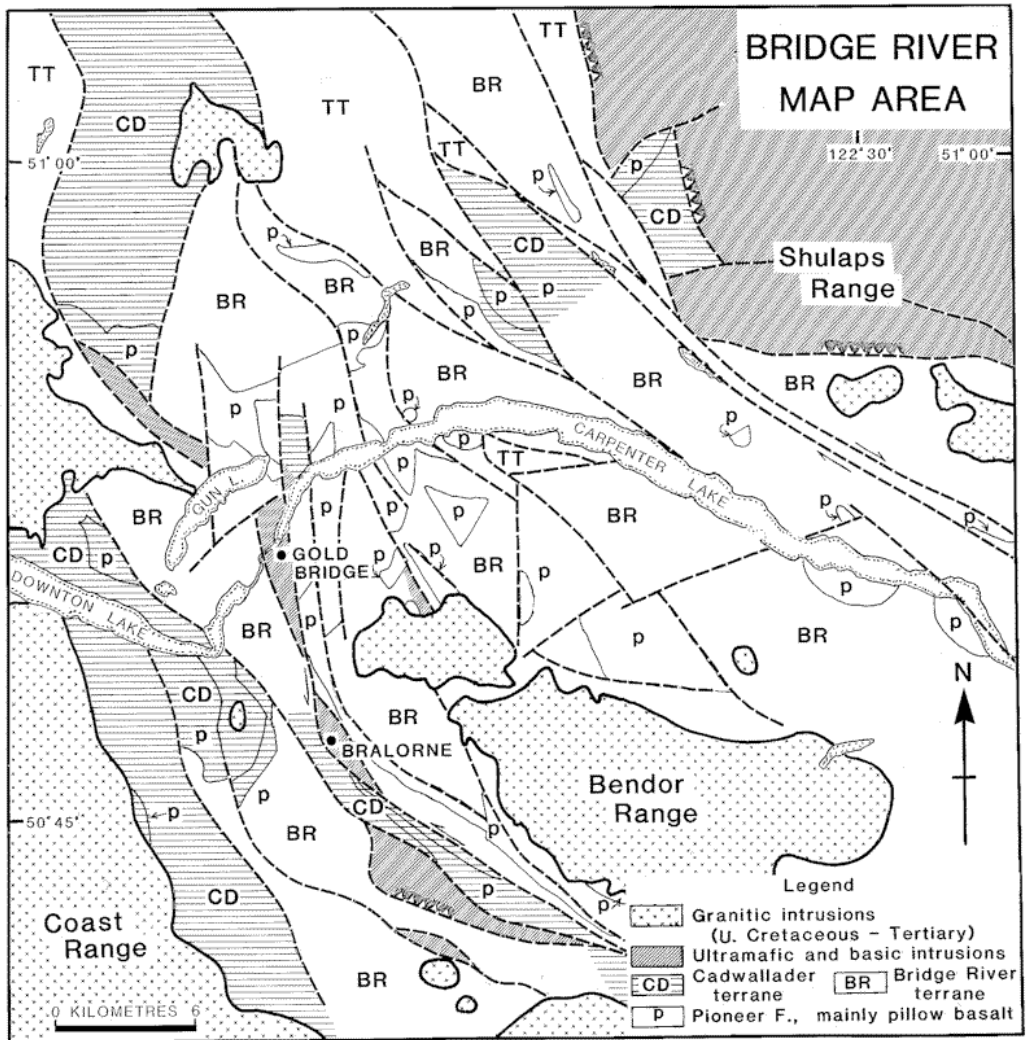 BRIDGE RIVER
MAP AREA
TT
TT
BR
TT
CD
TT
51°00'
122°30'
51°00'
P
P
CD
P
BR
CD
Shulaps
Range
BR
BR
P
P
P
P
P
BR
BR
BR
P
P
P
P
P
CARPENTER
LAKE
TT
P
GUN L.
BR
P
P
BR
P
P
CD
P
GOLD
BRIDGE
P
P
BR
P
P
DOWNTON LAKE
BR
P
P
BR
P
CD
P
BR
N
BRALORNE
Bendor
Range
P
CD
50°45'
P
BR
P
CD
P
P
Coast
Range
BR
0 KILOMETRES 6
Legend
Granitic intrusions
(U. Cretaceous - Tertiary)
Ultramafic and basic intrusions
CD Cadwallader terrane
BR Bridge River terrane
P Pioneer F., mainly pillow basalt